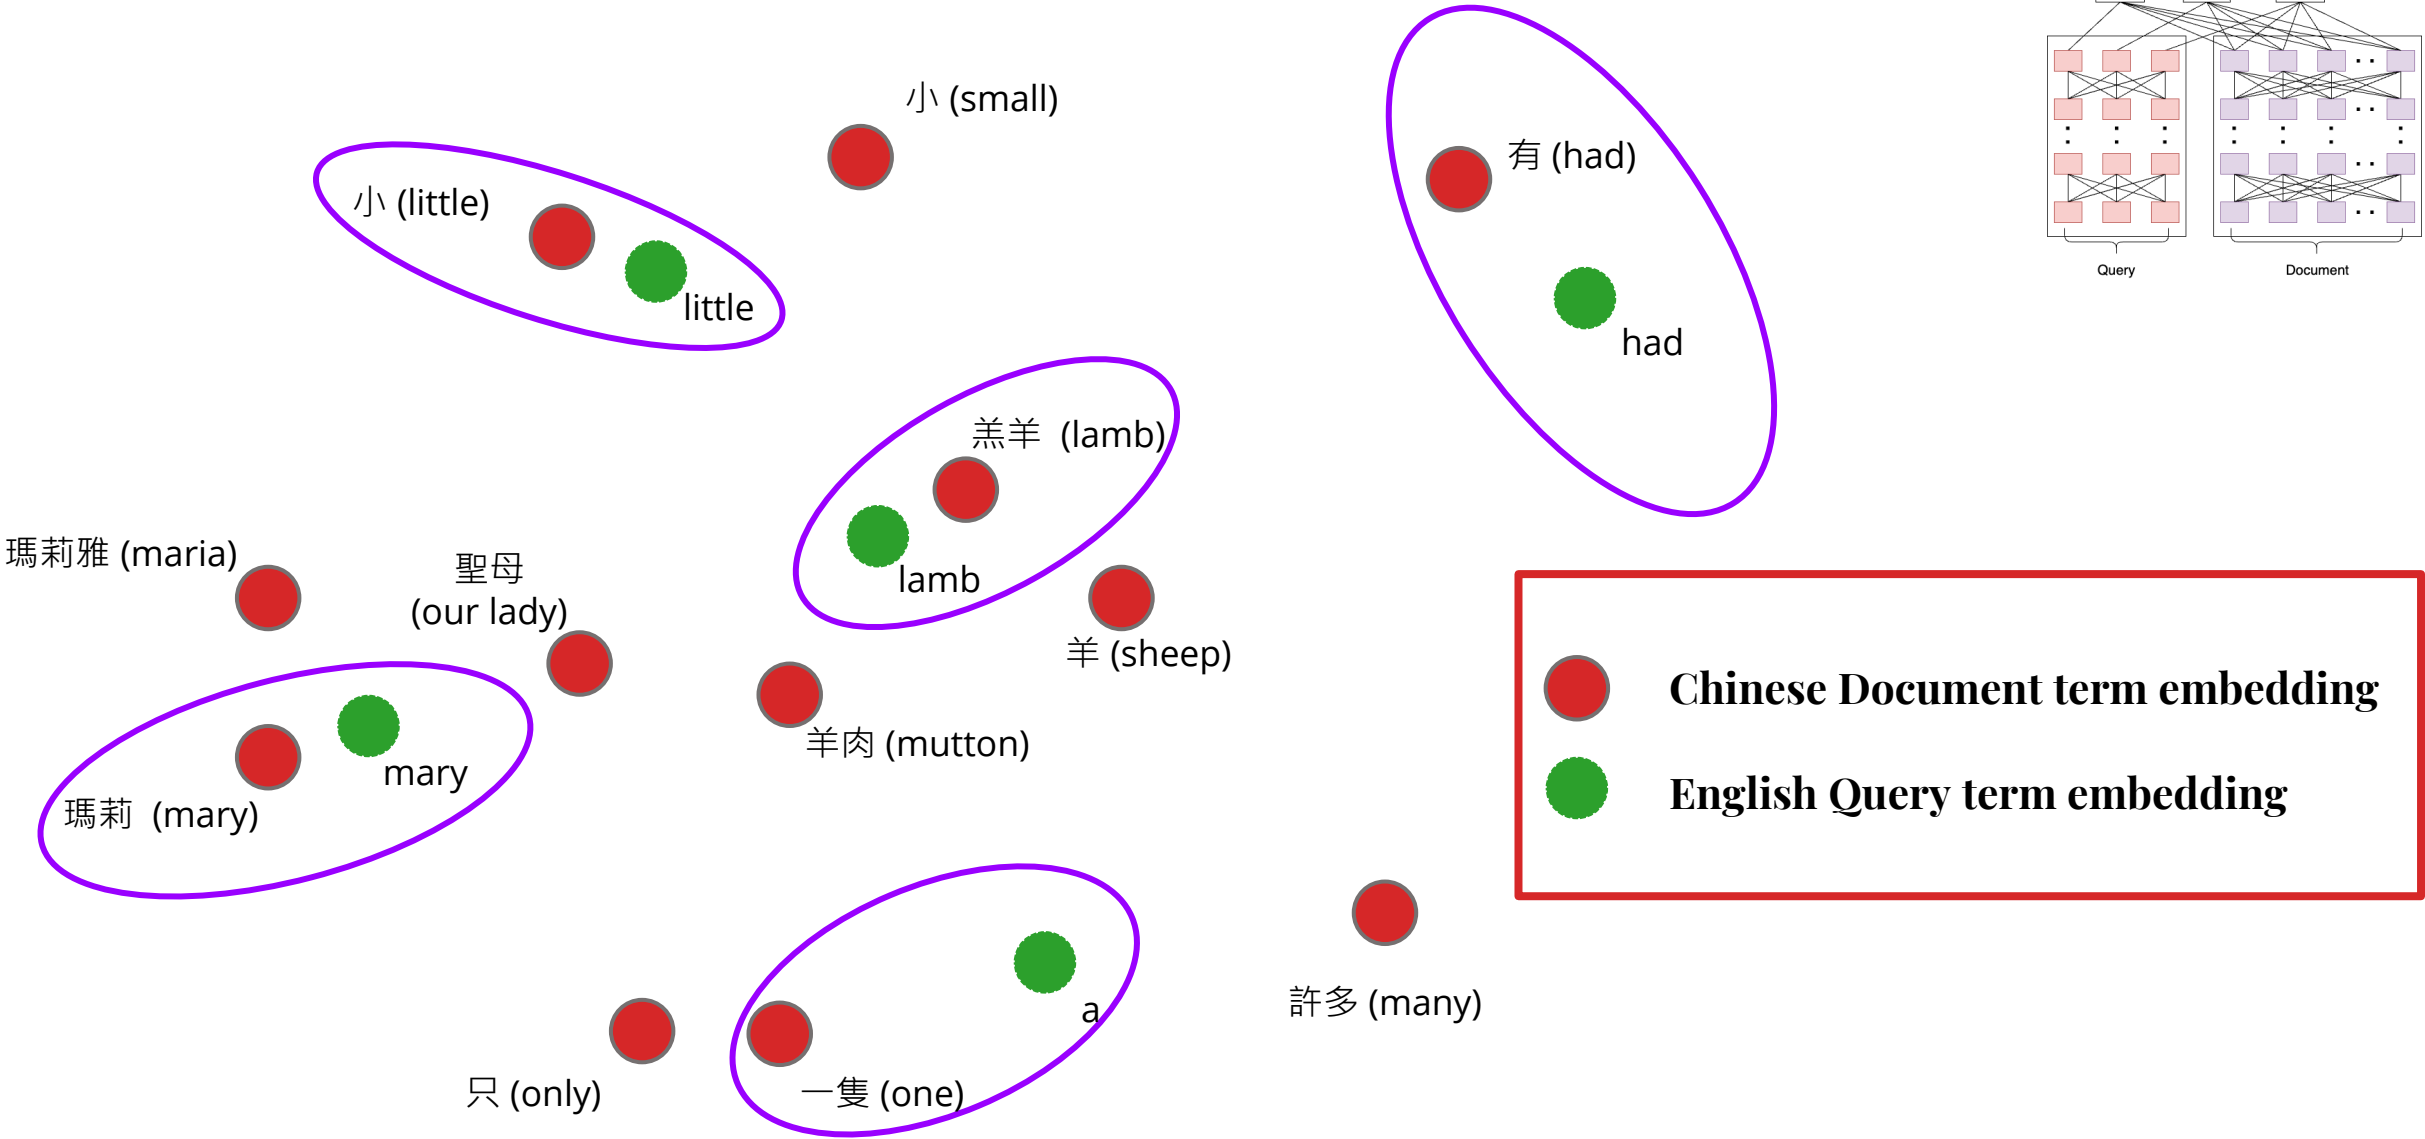 小 (small)
小 (little)
little
有 (had)
had
羔羊 (lamb)
lamb
瑪莉雅 (maria)
聖母
(our lady)
羊 (sheep)
羊肉 (mutton)
mary
瑪莉 (mary)
a
許多 (many)
只 (only)
一隻 (one)
Query
Document
Chinese Document term embedding
English Query term embedding